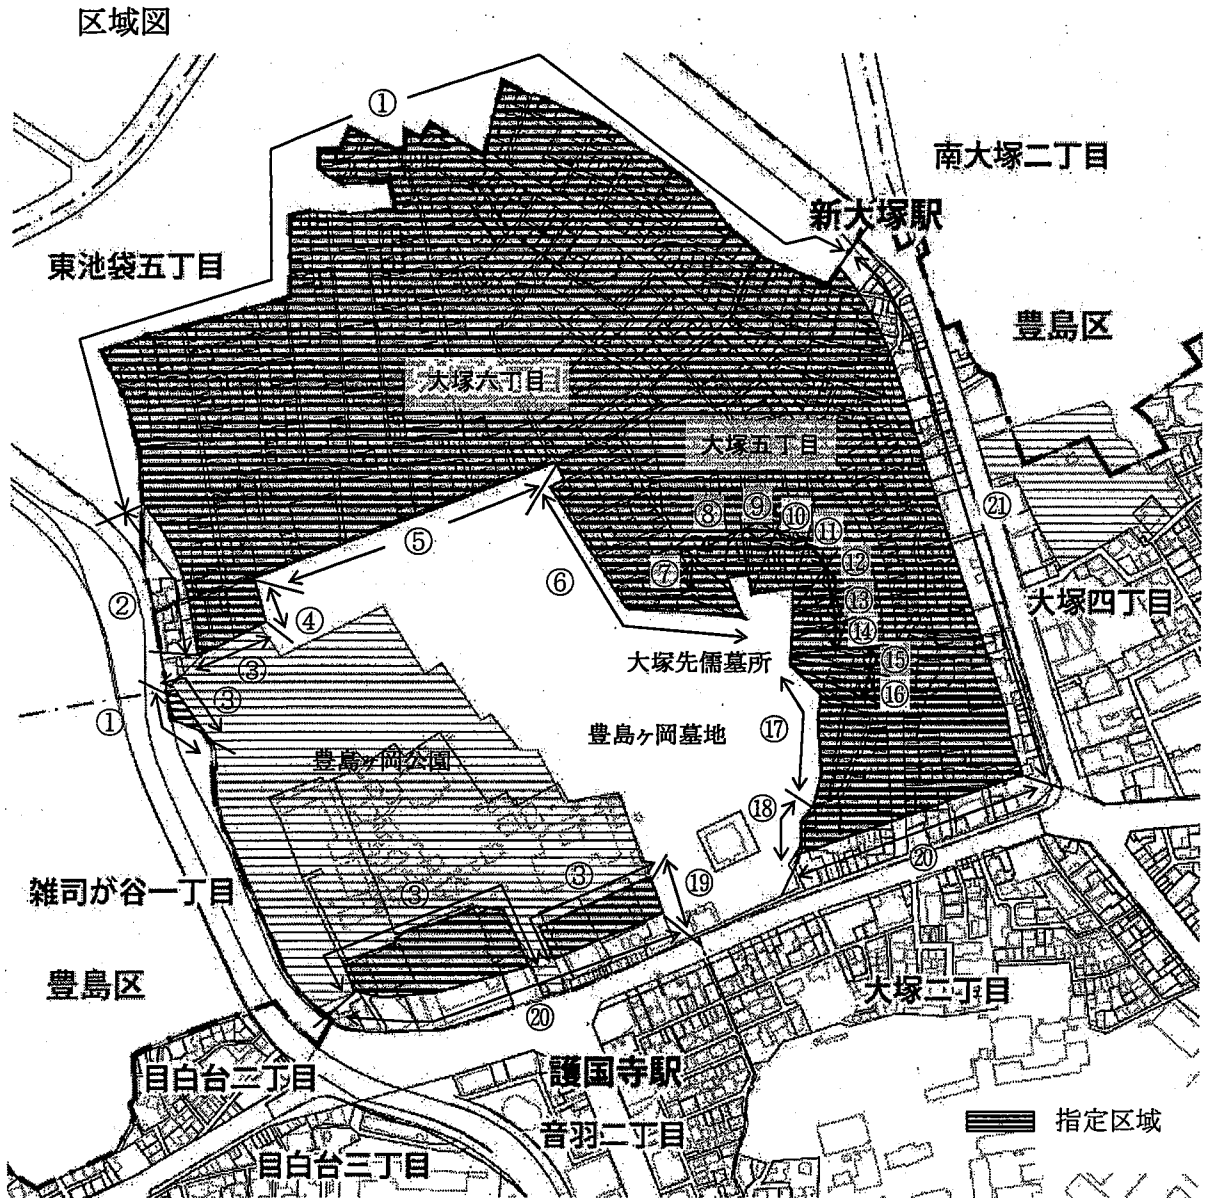 区域図
①
南大塚二丁目
新大塚駅
東池袋五丁目
豊島区
大塚六丁目
大塚五丁目
⑧
⑨
⑩
⑪
㉑
⑤
⑫
⑥
⑦
②
⑬
大塚四丁目
④
⑭
③
大塚先儒墓所
⑮
③
⑯
①
⑰
豊島ヶ岡墓地
豊島ヶ岡公園
⑱
⑳
③
⑲
雑司が谷一丁目
③
豊島区
大塚二丁目
⑳
目白台二丁目
護国寺駅
指定区域
音羽二丁目
目白台三丁目